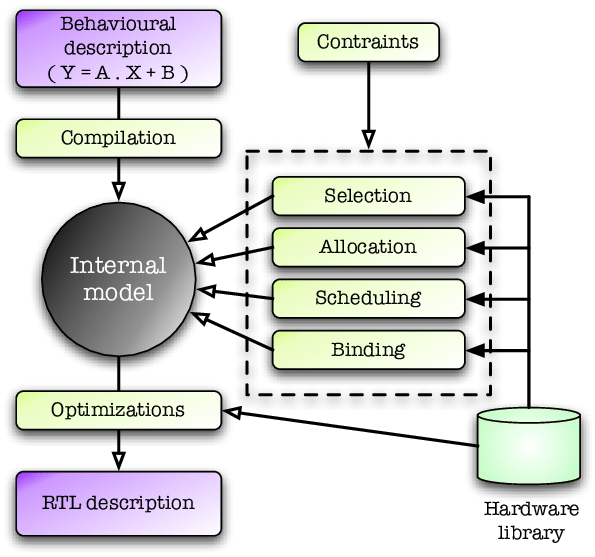 Behavioural
description
( Y = A . X + B )
Contraints
Compilation
Selection
Allocation
Internal
model
Scheduling
Binding
Optimizations
RTL description
Hardware
library